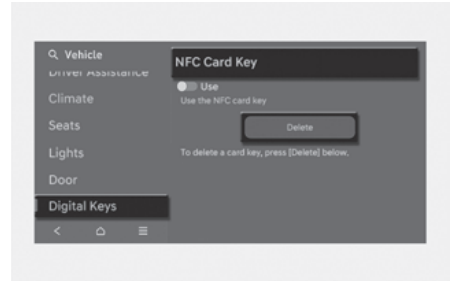 Vehicle
Driver Assistance
Climate
Seats
Lights
Door
Digital Keys
NFC Card Key
Use
Use the NFC card key
Delete
To delete a card key, press [Delete] below.